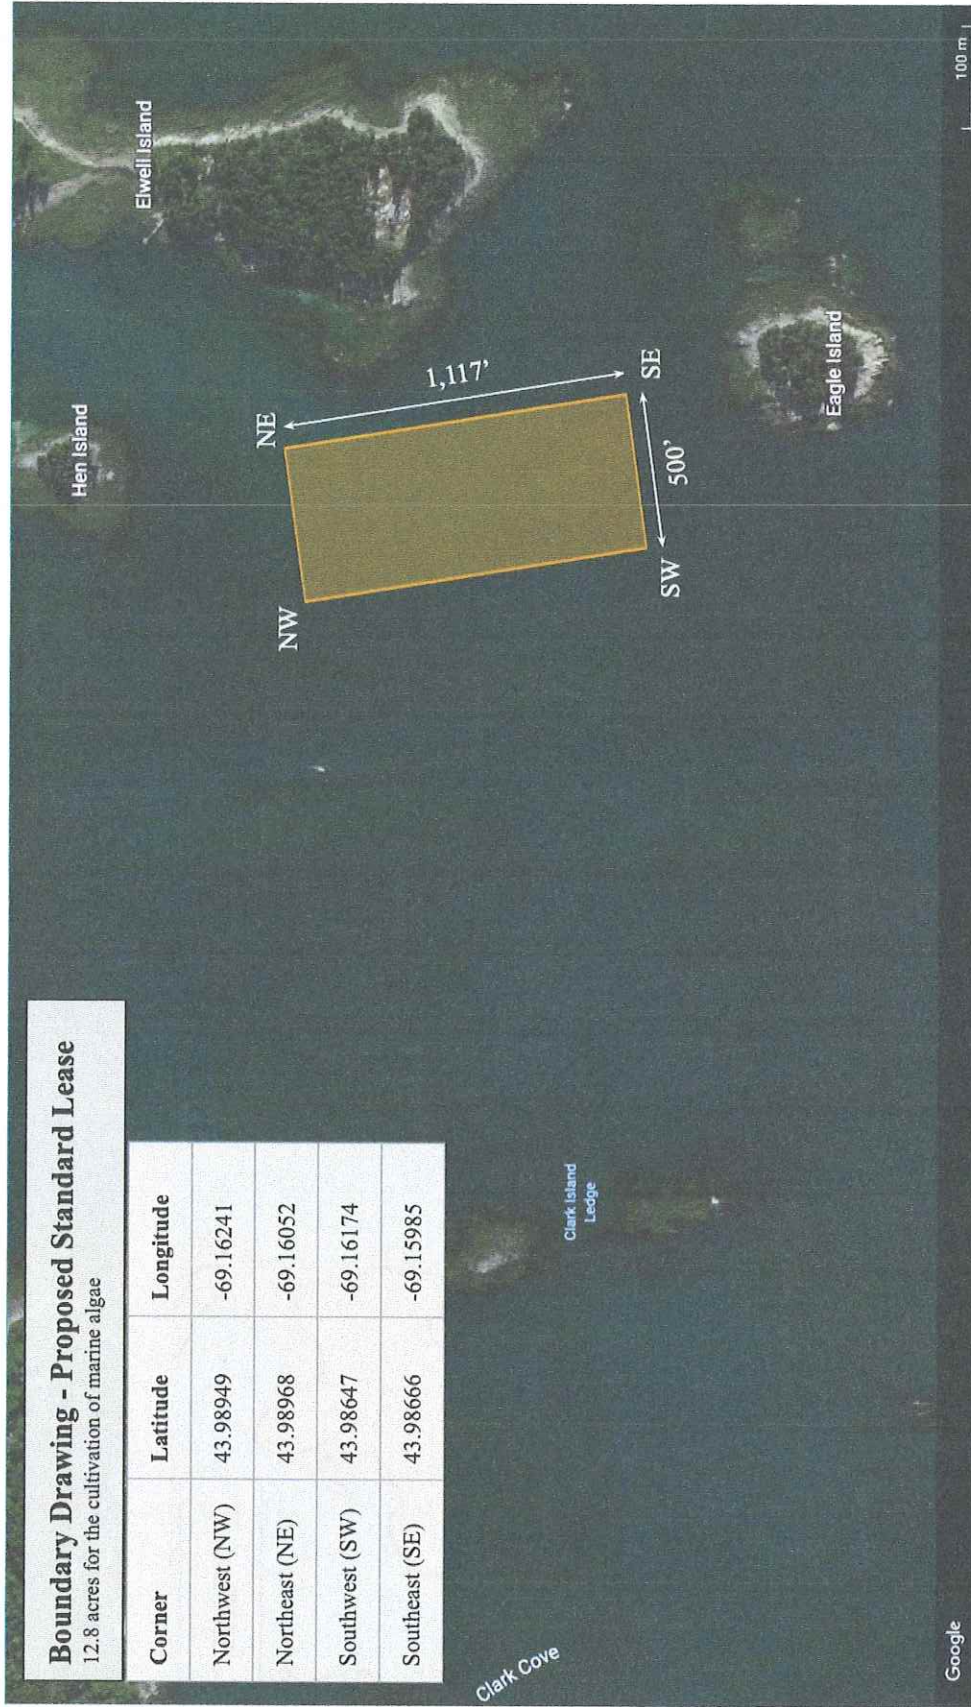 Boundary Drawing - Proposed Standard Lease
12.8 acres for the cultivation of marine algae
Corner Latitude Longitude
Northwest (NW) 43.98949 -69.16241
Northeast (NE) 43.98968 -69.16052
Southwest (SW) 43.98647 -69.16174
Southeast (SE) 43.98666 -69.15985
Hen Island
Elwell Island
NW
NE
1,117’
SW
500’
SE
Eagle Island
Clark Island
Ledge
Clark Cove
Google
100 m